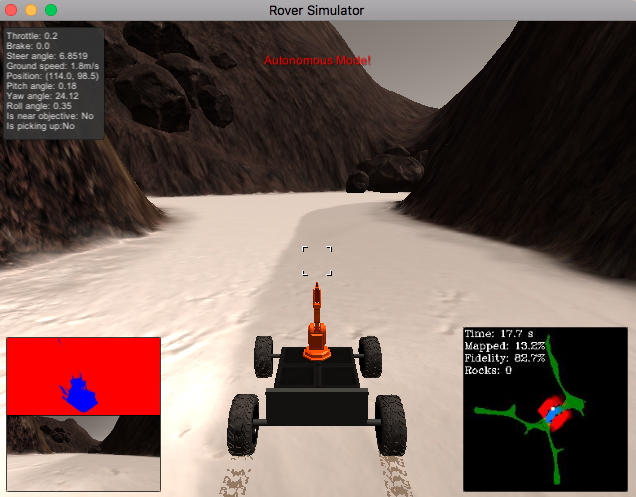 Rover Simulator
Throttle: 0.2
Brake: 0.0
Steer angle: 6.8519
Ground speed: 1.8m/s
Position: (114.0, 98.5)
Pitch angle: 0.18
Yaw angle: 24.12
Roll angle: 0.35
Is near objective: No
Is picking up:No
Autonomous Mode!
Time: 17.7 s
Mapped: 13.2%
Fidelity: 82.7%
Rocks: 0